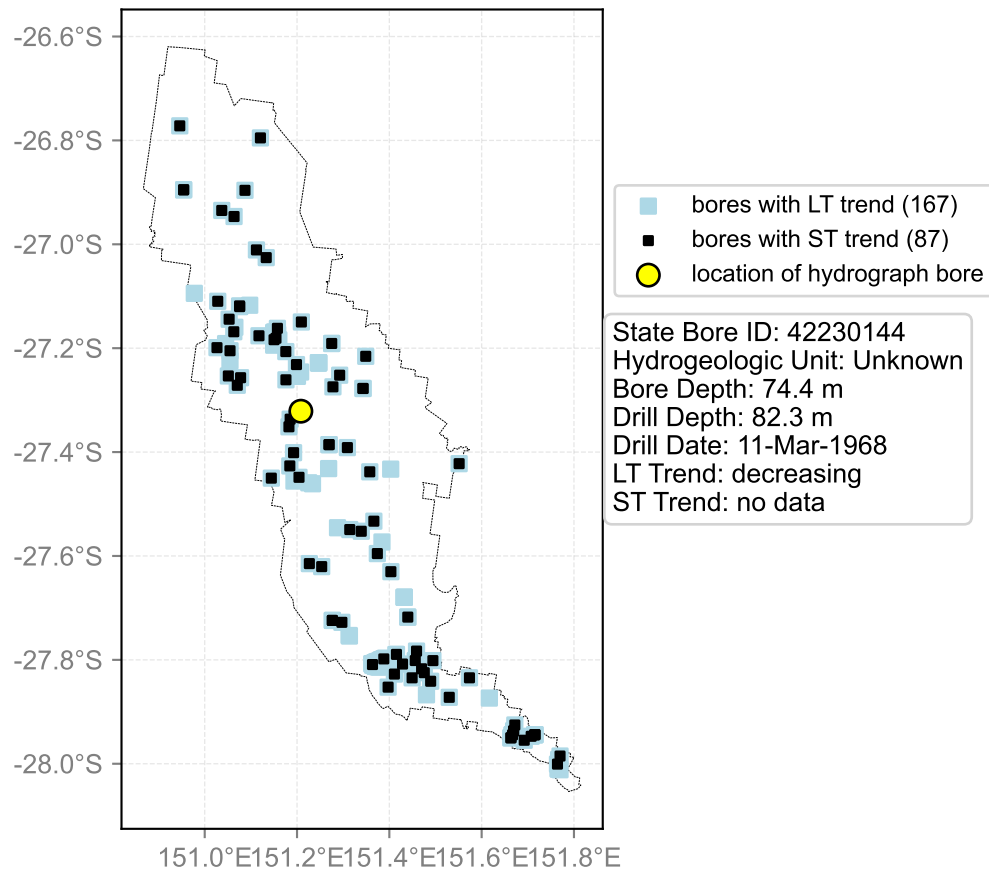 -26.6°S
-26.8°S
-27.0°S
-27.2°S
-27.4°S
-27.6°S
-27.8°S
-28.0°S
151.0°E151.2°E151.4°E151.6°E151.8°E
bores with LT trend (167)
bores with ST trend (87)
location of hydrograph bore
State Bore ID: 42230144
Hydrogeologic Unit: Unknown
Bore Depth: 74.4 m
Drill Depth: 82.3 m
Drill Date: 11-Mar-1968
LT Trend: decreasing
ST Trend: no data